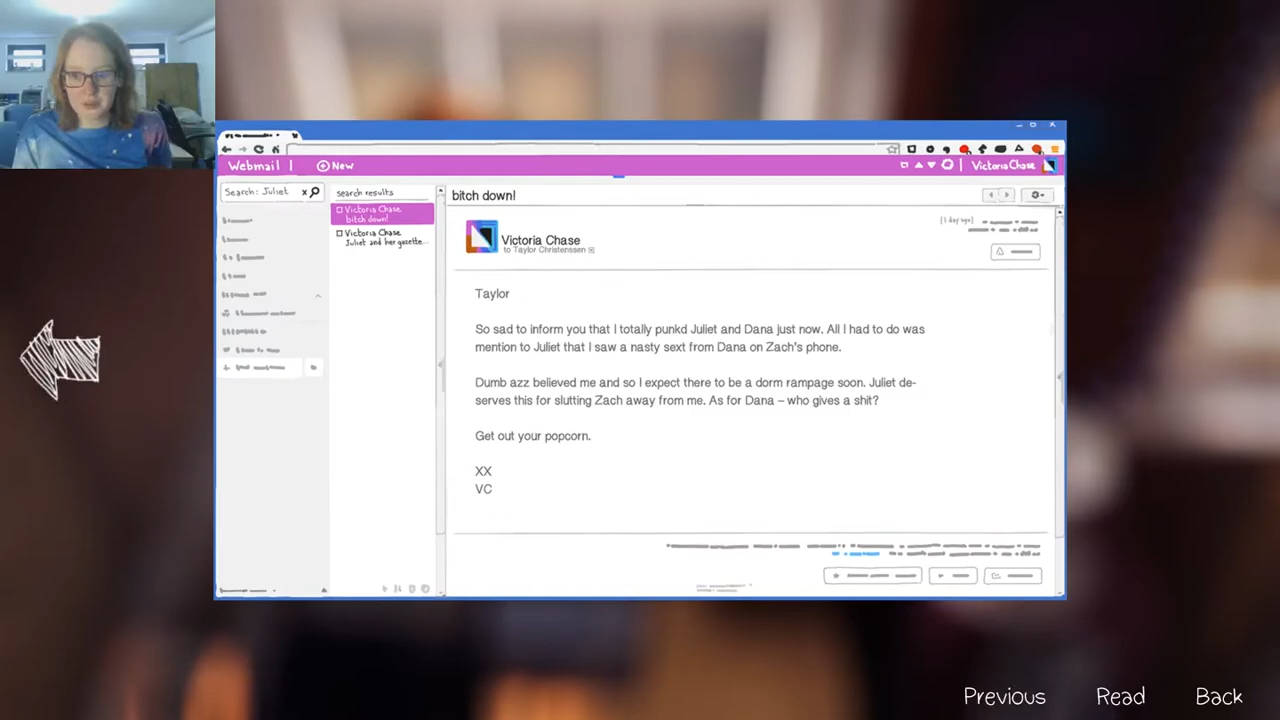 Webmail | + New
Victoria Chase
Search: Juliet x
search results
Victoria Chase
bitch down!
Victoria Chase
Juliet and her gazette...
bitch down!
Victoria Chase
to Taylor Christenssen
[1 day ago]
Taylor
So sad to inform you that I totally punkd Juliet and Dana just now. All I had to do was
mention to Juliet that I saw a nasty sext from Dana on Zach's phone.
Dumb azz believed me and so I expect there to be a dorm rampage soon. Juliet de-
serves this for slutting Zach away from me. As for Dana – who gives a shit?
Get out your popcorn.
XX
VC
Previous
Read
Back